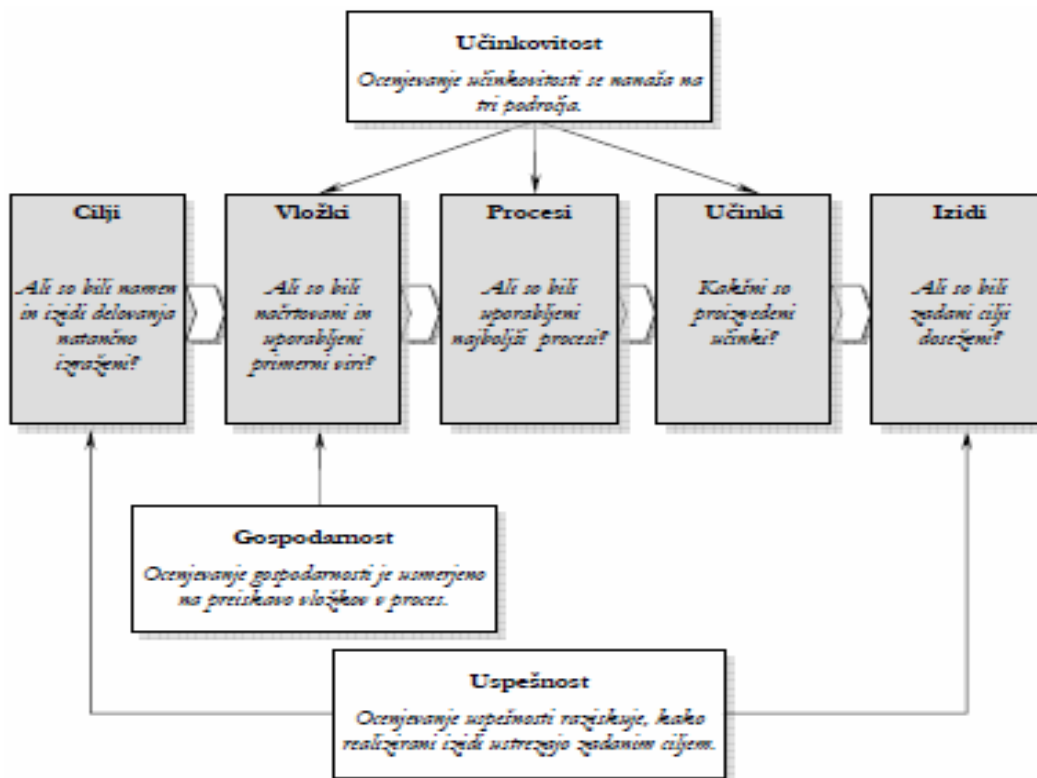 Učinkovitost
Ocenjevanje učinkovitosti se nanaša na
tri področja.
Cilji
Ali so bili namen
in izidi delovanja
natančno
izraženi?
Vložki
Ali so bili
načrtovani in
uporabljeni
primerni viri?
Procesi
Ali so bili
uporabljeni
najboljši procesi?
Učinki
Kakšni so
proizvedeni
učinki?
Izidi
Ali so bili
zadani cilji
doseženi?
Gospodarnost
Ocenjevanje gospodarnosti je usmerjeno
na preiskavo vložkov v proces.
Uspešnost
Ocenjevanje uspešnosti raziskuje, kako
realizirani izidi ustrezajo zadanim ciljem.